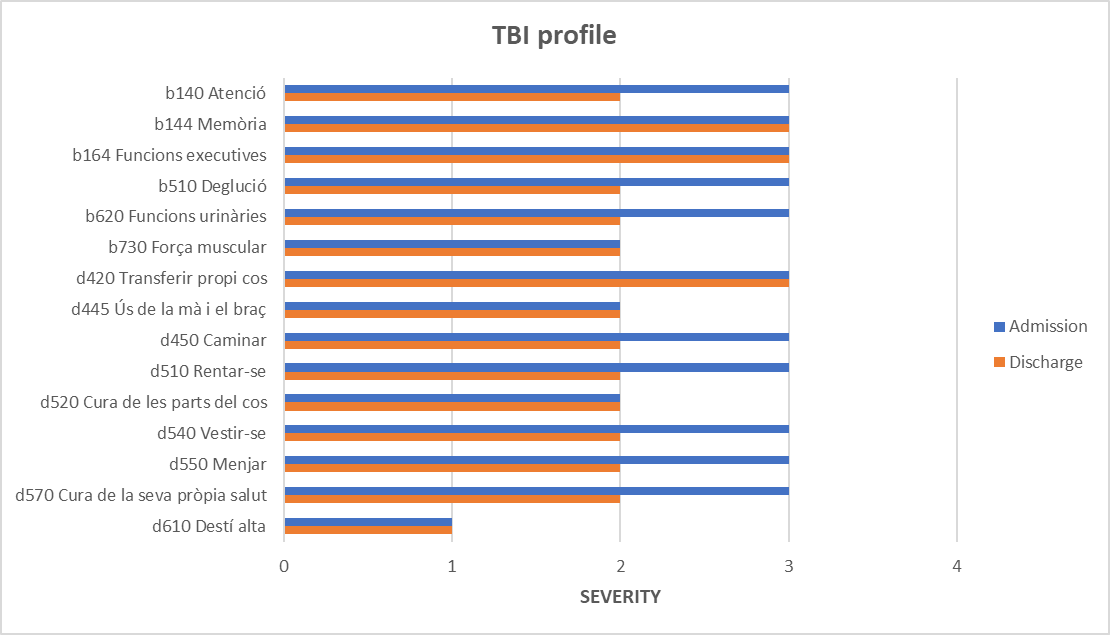 TBI profile
b140 Atenció
b144 Memòria
b164 Funcions executives
b510 Deglució
b620 Funcions urinàries
b730 Força muscular
d420 Transferir propi cos
d445 Ús de la mà i el braç
d450 Caminar
d510 Rentar-se
d520 Cura de les parts del cos
d540 Vestir-se
d550 Menjar
d570 Cura de la seva pròpia salut
d610 Destí alta
Admission
Discharge
0 1 2 3 4
SEVERITY